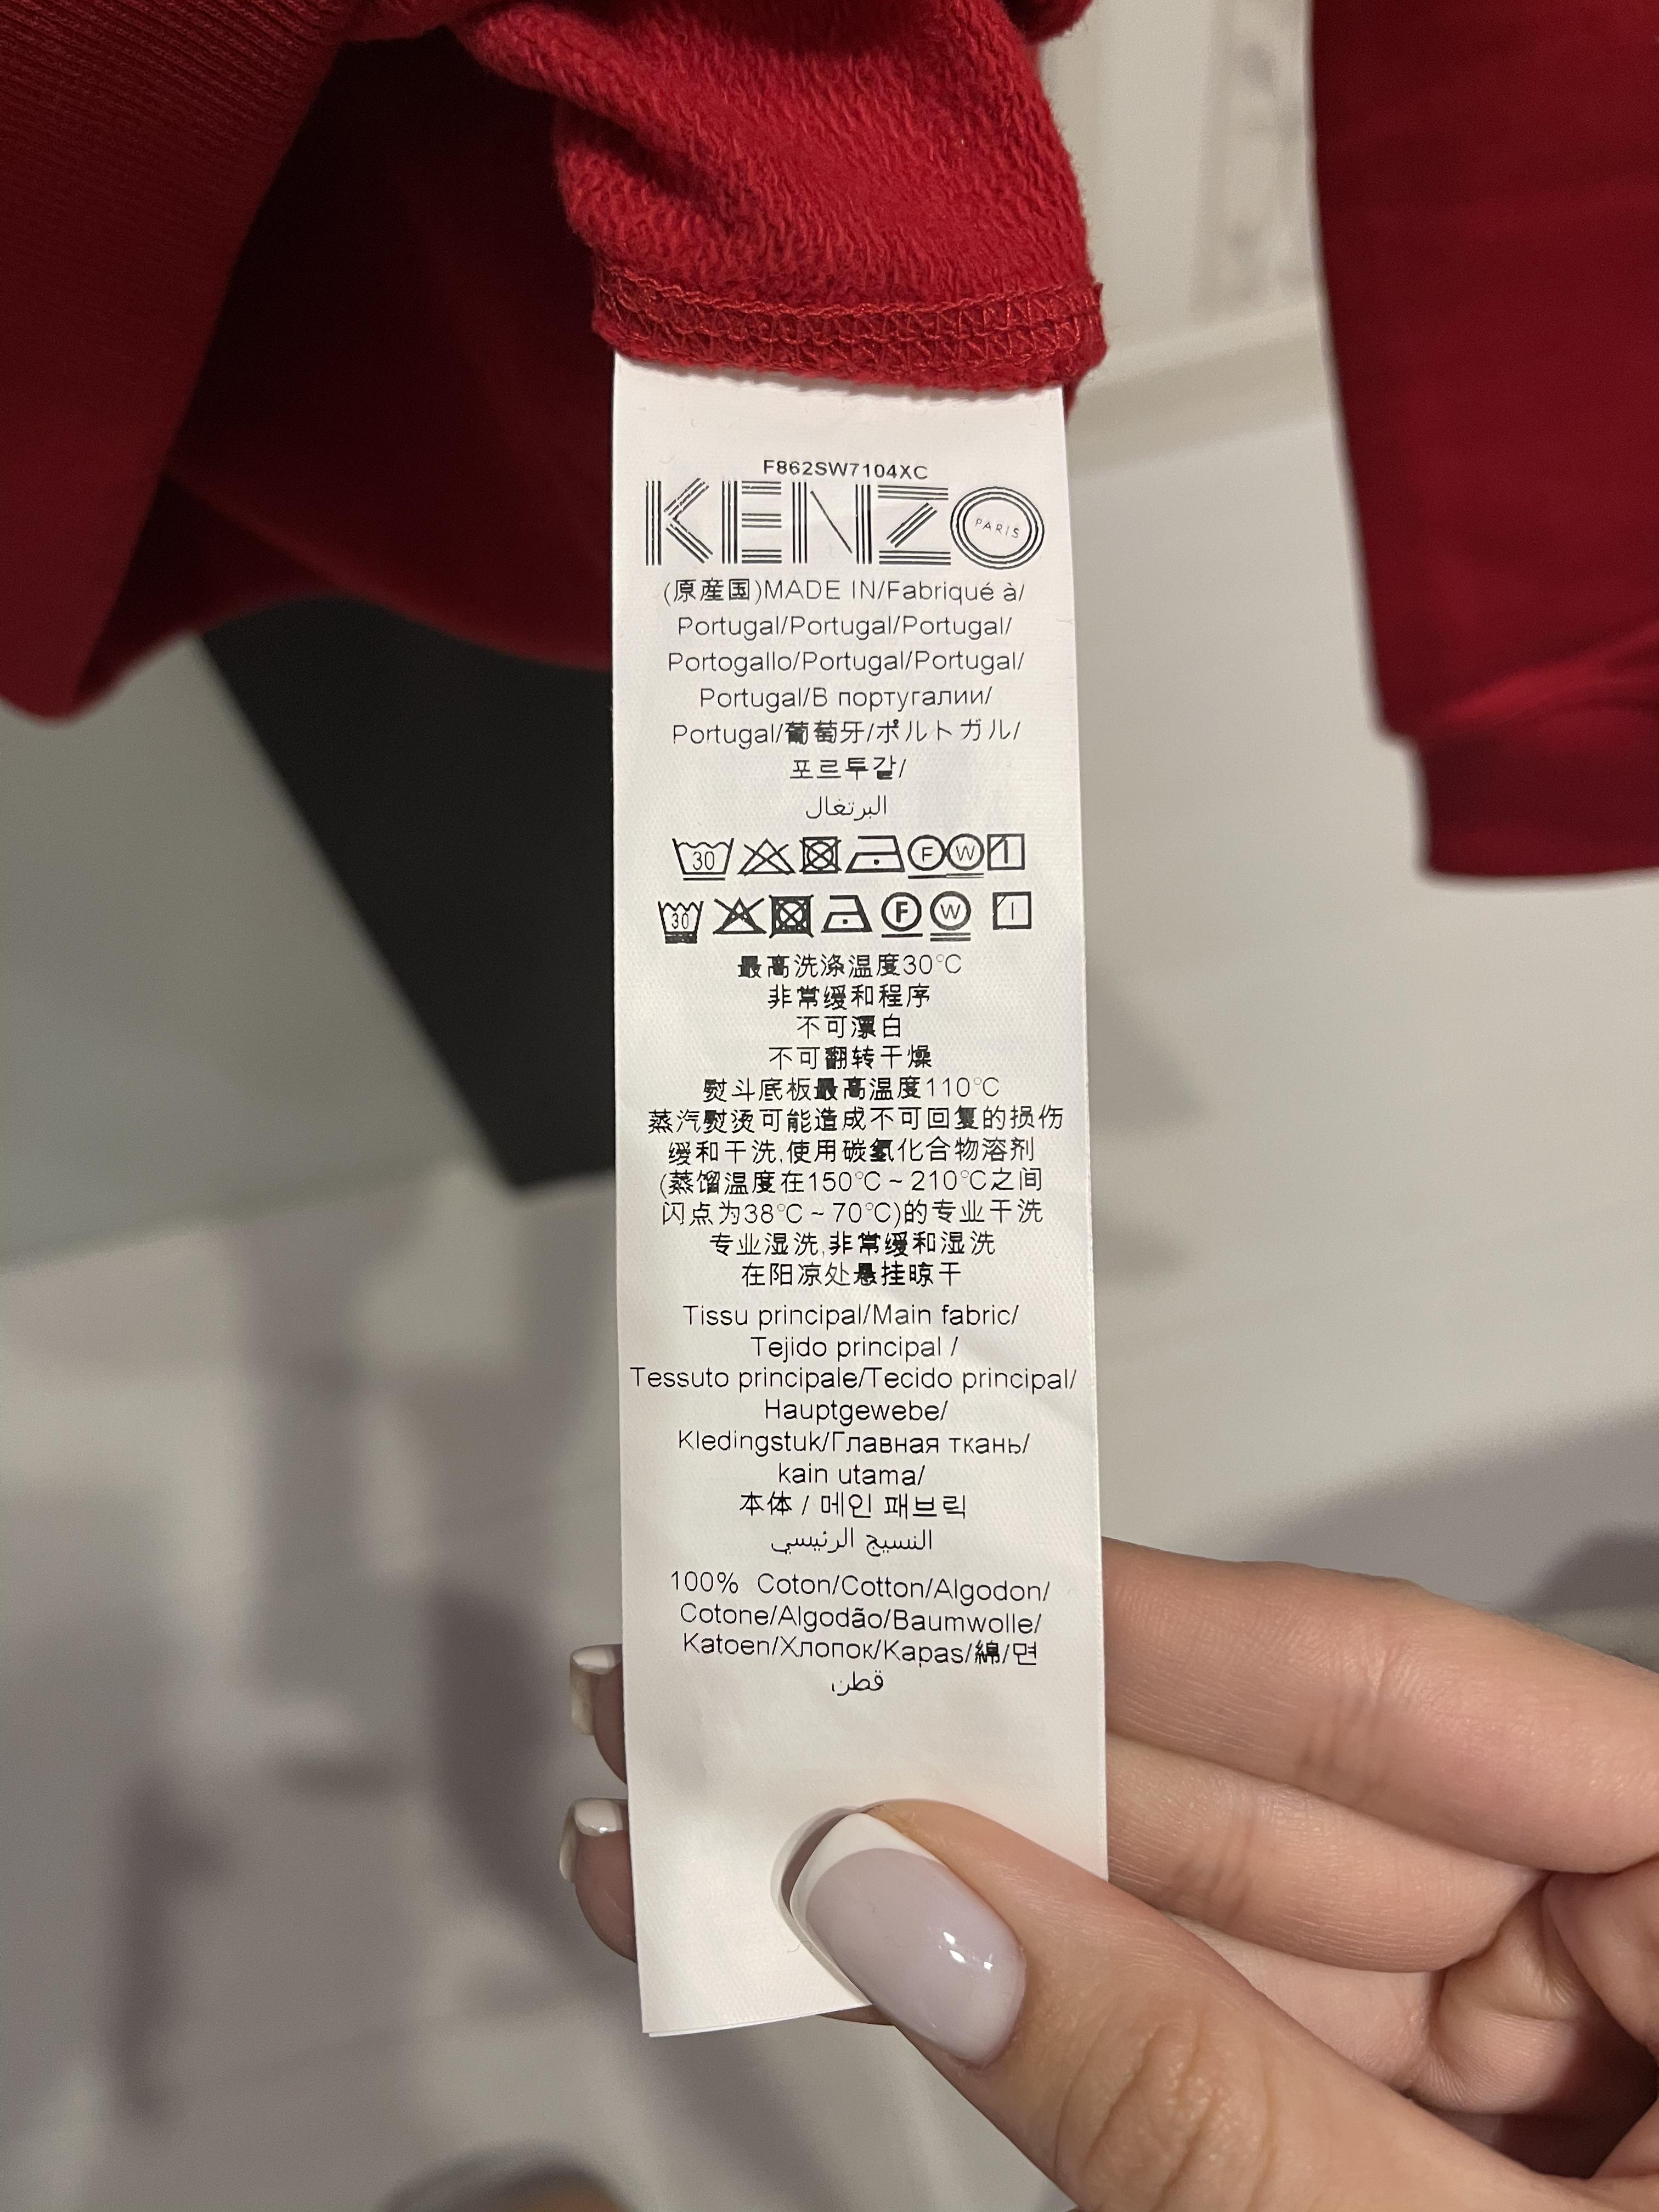 F862SW7104XC
KENZO PARIS
(原産国)MADE IN/Fabriqué à/
Portugal/Portugal/Portugal/
Portogallo/Portugal/Portugal/
Portugal/В португалии/
Portugal/葡萄牙/ポルトガル/
포르투갈/
البرتغال
30 F W
30 F W
最高洗涤温度30°C
非常缓和程序
不可漂白
不可翻转干燥
熨斗底板最高温度110°C
蒸汽熨烫可能造成不可回复的损伤
缓和干洗,使用碳氢化合物溶剂
(蒸馏温度在150°C ~ 210°C之间
闪点为38°C ~ 70°C)的专业干洗
专业湿洗,非常缓和湿洗
在阳凉处悬挂晾干
Tissu principal/Main fabric/
Tejido principal /
Tessuto principale/Tecido principal/
Hauptgewebe/
Kledingstuk/Главная ткань/
kain utama/
本体 / 메인 패브릭
النسيج الرئيسي
100% Coton/Cotton/Algodon/
Cotone/Algodão/Baumwolle/
Katoen/Хлопок/Kapas/綿/면
قطن